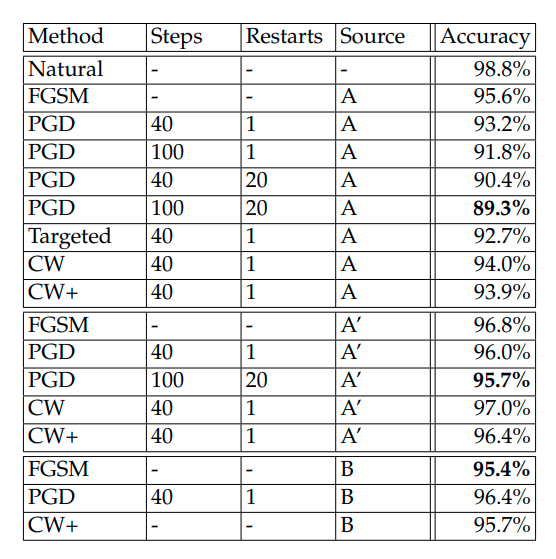 Method Steps Restarts Source Accuracy
Natural - - - 98.8%
FGSM - - A 95.6%
PGD 40 1 A 93.2%
PGD 100 1 A 91.8%
PGD 40 20 A 90.4%
PGD 100 20 A 89.3%
Targeted 40 1 A 92.7%
CW 40 1 A 94.0%
CW+ 40 1 A 93.9%
FGSM - - A′ 96.8%
PGD 40 1 A′ 96.0%
PGD 100 20 A′ 95.7%
CW 40 1 A′ 97.0%
CW+ 40 1 A′ 96.4%
FGSM - - B 95.4%
PGD 40 1 B 96.4%
CW+ - - B 95.7%